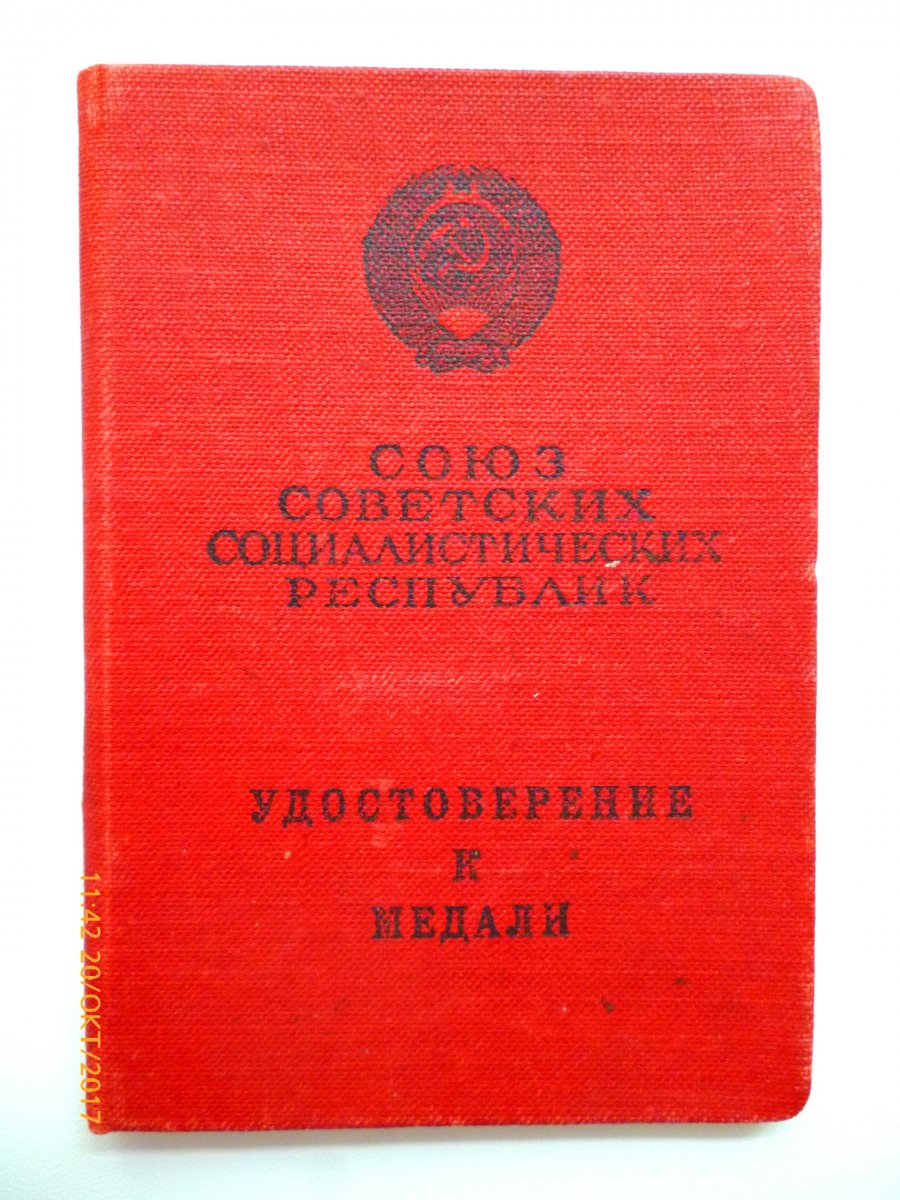 СОЮЗ
СОВЕТСКИХ
СОЦИАЛИСТИЧЕСКИХ
РЕСПУБЛИК
УДОСТОВЕРЕНИЕ
К
МЕДАЛИ
11:42 20/ОКТ/2017